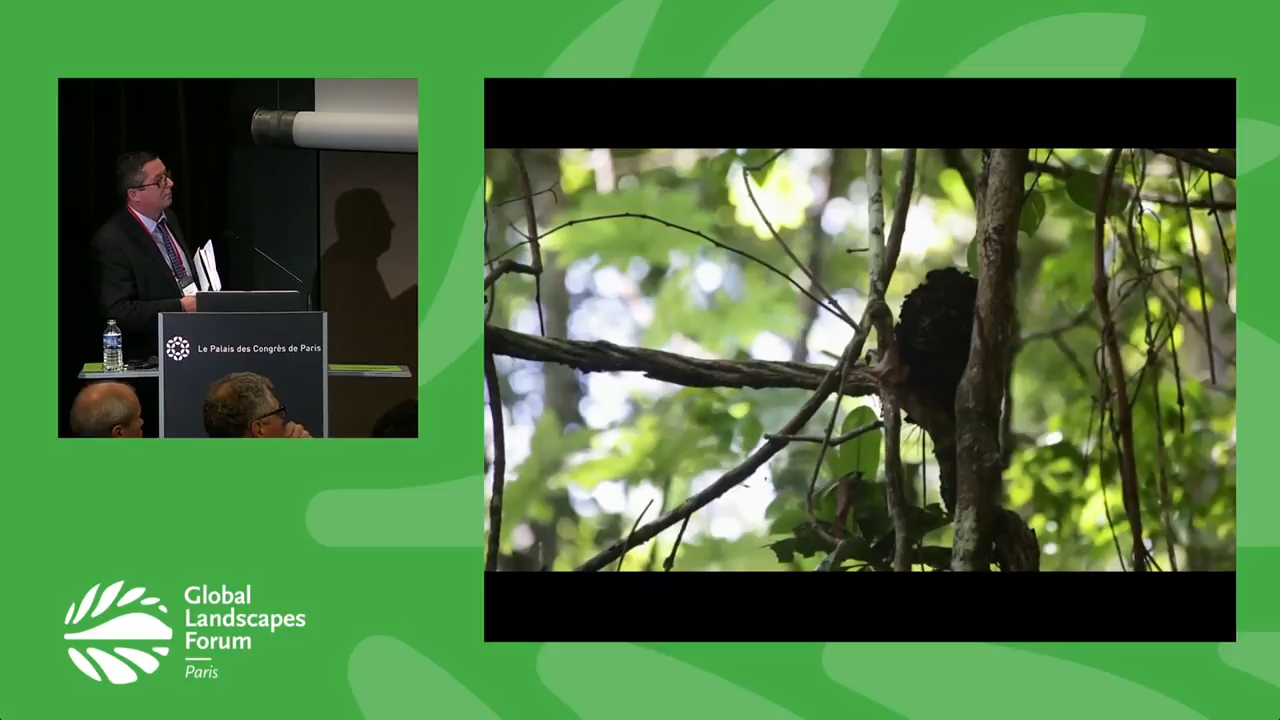 Le Palais des Congrès de Paris
Global
Landscapes
Forum
Paris